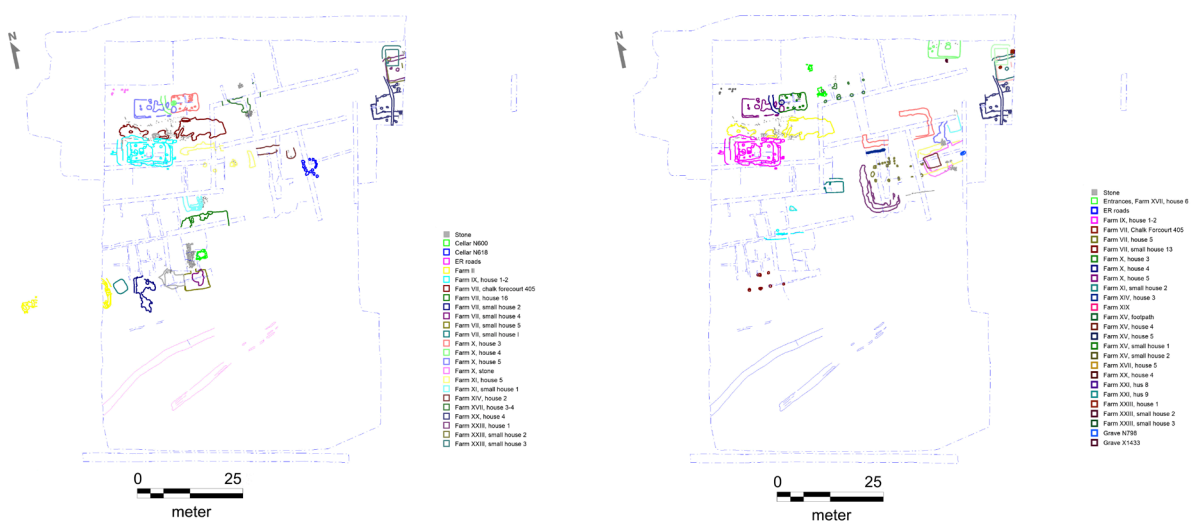 N
Stone
Cellar N600
Cellar N618
ER roads
Farm II
Farm IX, house 1-2
Farm VII, chalk forecourt 405
Farm VII, house 16
Farm VII, small house 2
Farm VII, small house 4
Farm VII, small house 5
Farm VII, small house I
Farm X, house 3
Farm X, house 4
Farm X, house 5
Farm X, stone
Farm XI, house 5
Farm XI, small house 1
Farm XIV, house 2
Farm XVII, house 3-4
Farm XX, house 4
Farm XXIII, house 1
Farm XXIII, small house 2
Farm XXIII, small house 3
0 25
meter
N
Stone
Entrances, Farm XVII, house 6
ER roads
Farm IX, house 1-2
Farm VII, Chalk Forcourt 405
Farm VII, house 5
Farm VII, small house 13
Farm X, house 3
Farm X, house 4
Farm X, house 5
Farm XI, small house 2
Farm XIV, house 3
Farm XIX
Farm XV, footpath
Farm XV, house 4
Farm XV, house 5
Farm XV, small house 1
Farm XV, small house 2
Farm XVII, house 5
Farm XX, house 4
Farm XXI, hus 8
Farm XXI, hus 9
Farm XXIII, house 1
Farm XXIII, small house 2
Farm XXIII, small house 3
Grave N798
Grave X1433
0 25
meter